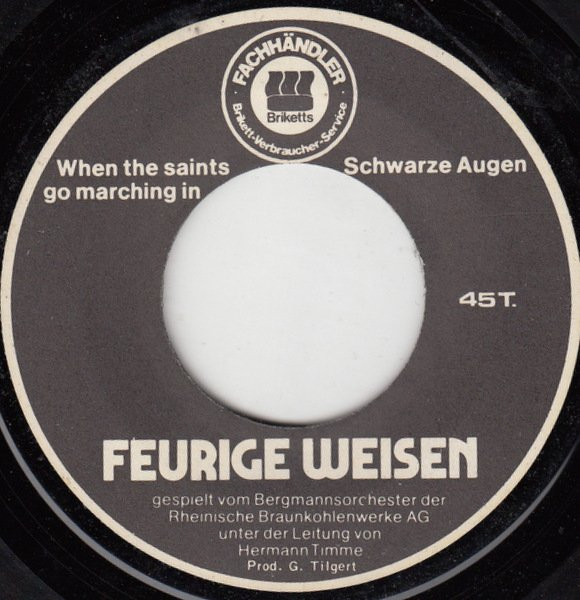 FACHHÄNDLER
Briketts
Brikett-Verbraucher-Service
When the saints
go marching in
Schwarze Augen
45 T.
FEURIGE WEISEN
gespielt vom Bergmannsorchester der
Rheinische Braunkohlenwerke AG
unter der Leitung von
Hermann Timme
Prod. G. Tilgert